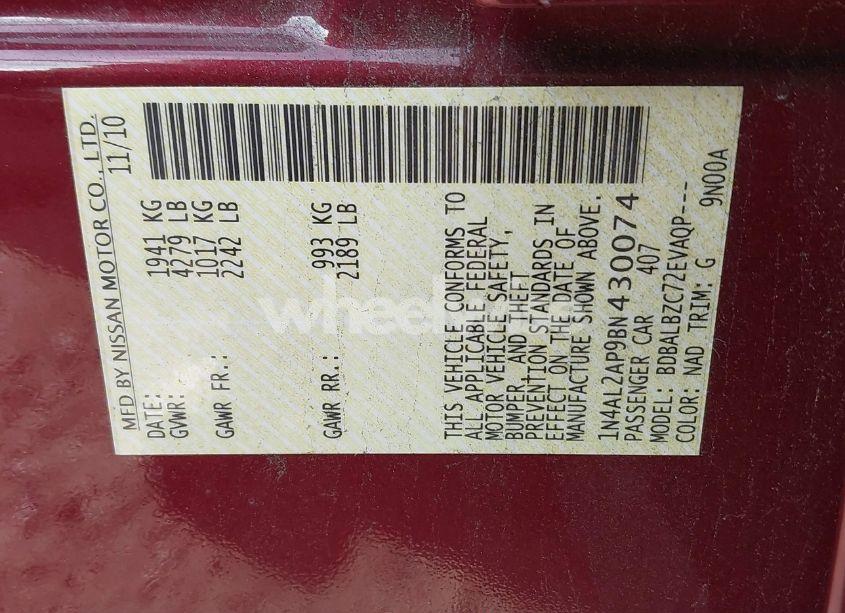 MFD BY NISSAN MOTOR CO., LTD.
DATE: 11/10
GVWR: 1941 KG
4279 LB
GAWR FR.: 1017 KG
2242 LB
GAWR RR.: 993 KG
2189 LB
THIS VEHICLE CONFORMS TO
ALL APPLICABLE FEDERAL
MOTOR VEHICLE SAFETY,
BUMPER, AND THEFT
PREVENTION STANDARDS IN
EFFECT ON THE DATE OF
MANUFACTURE SHOWN ABOVE.
1N4AL2AP9BN430074
PASSENGER CAR 407
MODEL: BDBALBZC72EVAQP---
COLOR: NAD TRIM: G 9N00A